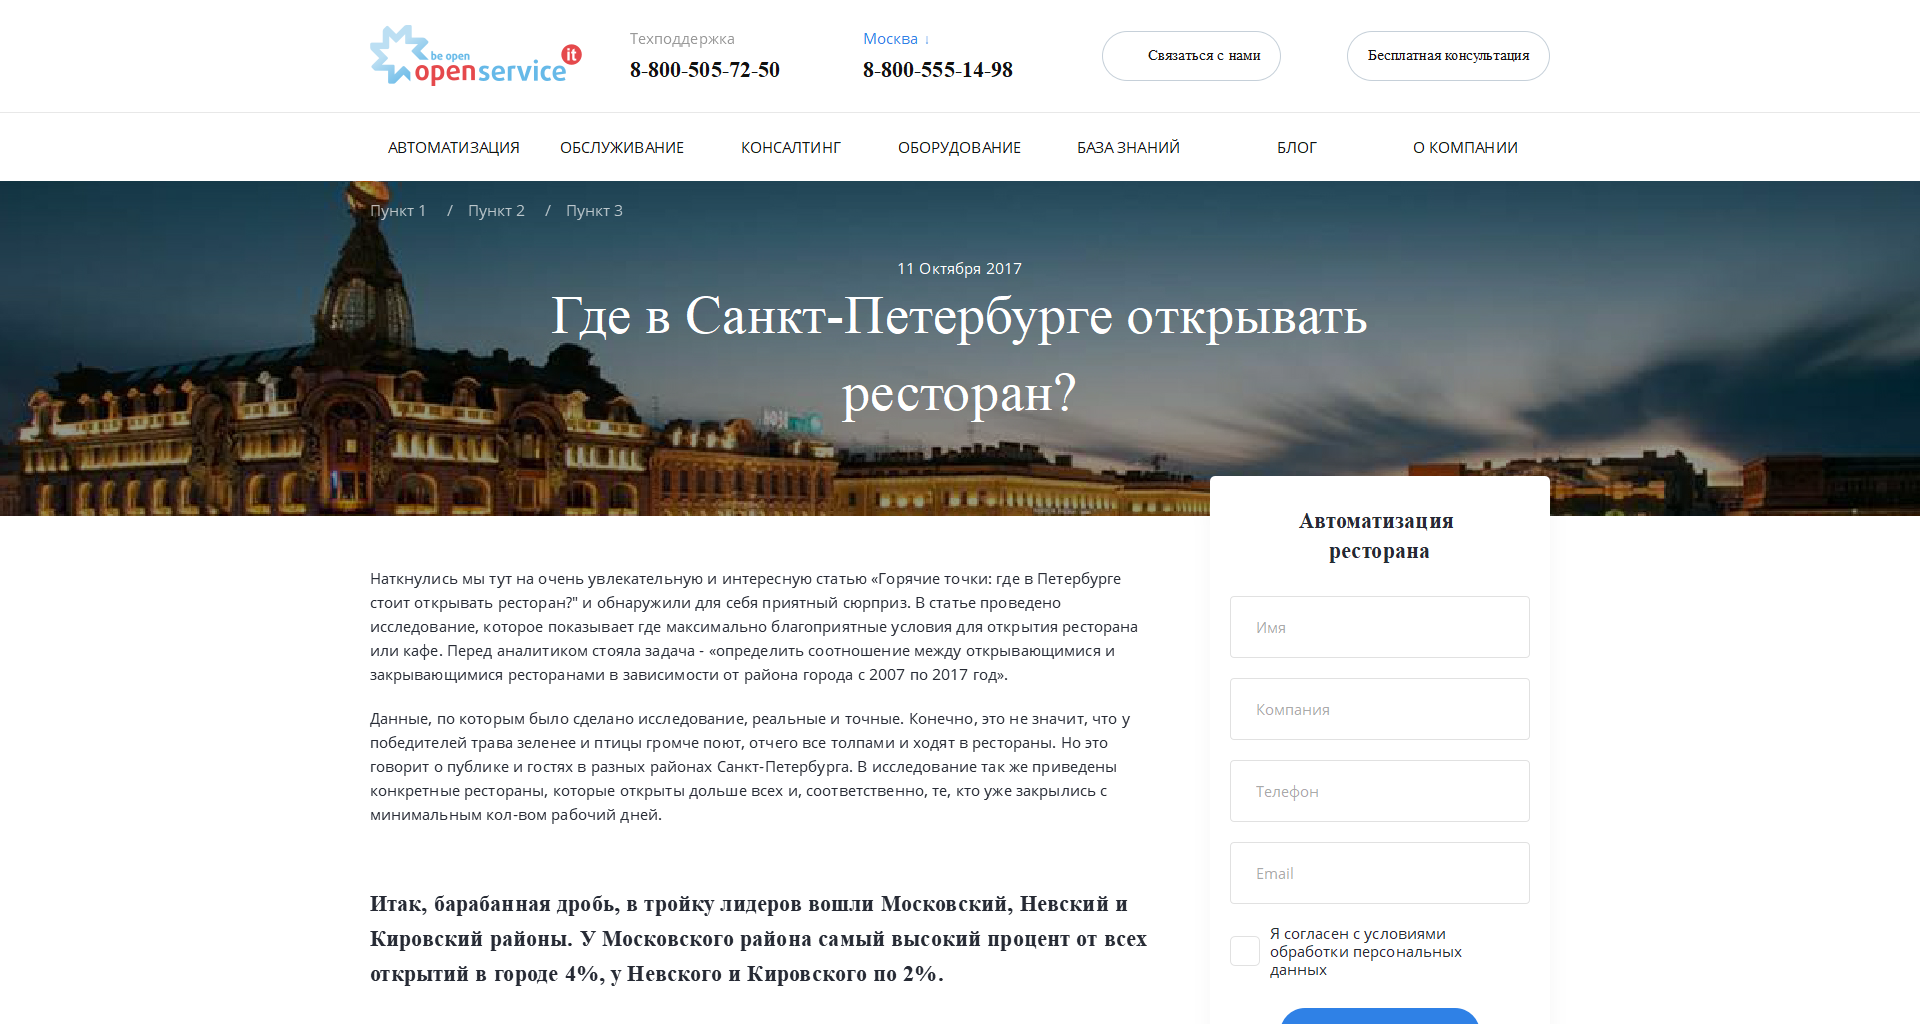 be open
openservice it
Техподдержка
8-800-505-72-50
Москва ↓
8-800-555-14-98
Связаться с нами
Бесплатная консультация
АВТОМАТИЗАЦИЯ
ОБСЛУЖИВАНИЕ
КОНСАЛТИНГ
ОБОРУДОВАНИЕ
БАЗА ЗНАНИЙ
БЛОГ
О КОМПАНИИ
Пункт 1 / Пункт 2 / Пункт 3
11 Октября 2017
Где в Санкт-Петербурге открывать
ресторан?
Наткнулись мы тут на очень увлекательную и интересную статью «Горячие точки: где в Петербурге
стоит открывать ресторан?" и обнаружили для себя приятный сюрприз. В статье проведено
исследование, которое показывает где максимально благоприятные условия для открытия ресторана
или кафе. Перед аналитиком стояла задача - «определить соотношение между открывающимися и
закрывающимися ресторанами в зависимости от района города с 2007 по 2017 год».
Данные, по которым было сделано исследование, реальные и точные. Конечно, это не значит, что у
победителей трава зеленее и птицы громче поют, отчего все толпами и ходят в рестораны. Но это
говорит о публике и гостях в разных районах Санкт-Петербурга. В исследование так же приведены
конкретные рестораны, которые открыты дольше всех и, соответственно, те, кто уже закрылись с
минимальным кол-вом рабочий дней.
Итак, барабанная дробь, в тройку лидеров вошли Московский, Невский и
Кировский районы. У Московского района самый высокий процент от всех
открытий в городе 4%, у Невского и Кировского по 2%.
Автоматизация
ресторана
Имя
Компания
Телефон
Email
Я согласен с условиями
обработки персональных
данных